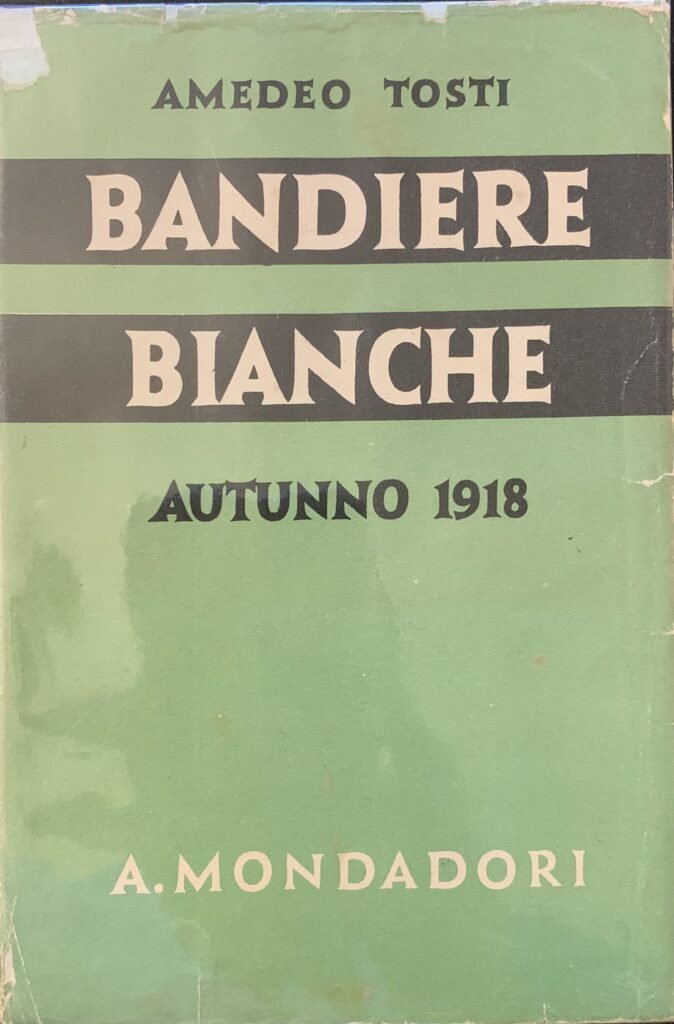 AMEDEO TOSTI
BANDIERE
BIANCHE
AUTUNNO 1918
A. MONDADORI